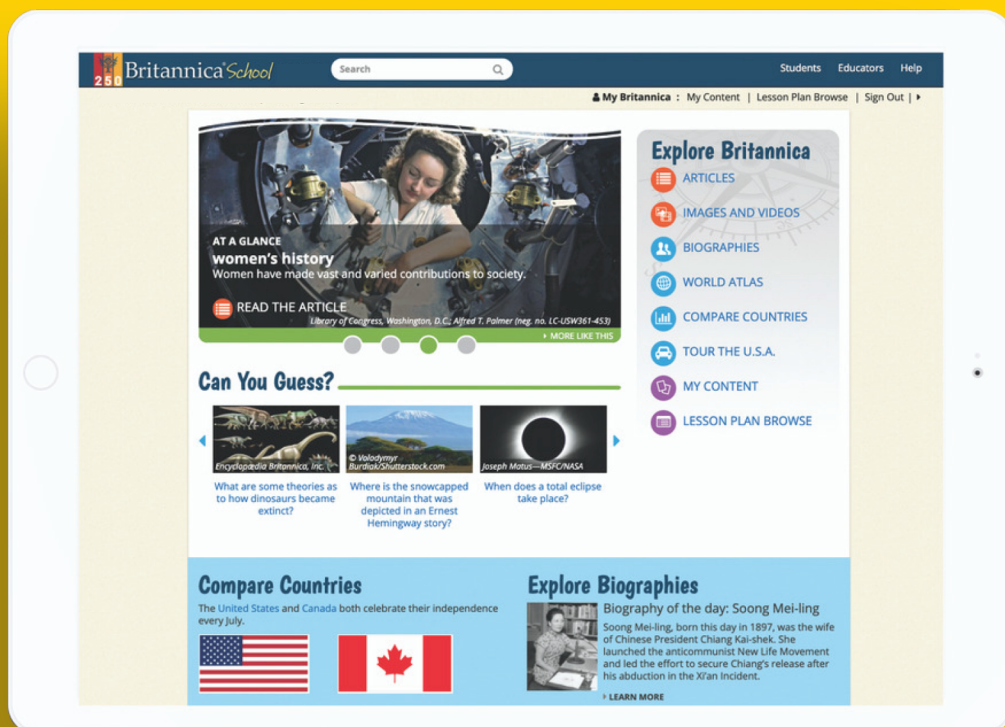 250 Britannica School
Search
Students Educators Help
My Britannica : My Content | Lesson Plan Browse | Sign Out |
AT A GLANCE
women's history
Women have made vast and varied contributions to society.
READ THE ARTICLE
Library of Congress, Washington, D.C.; Alfred T. Palmer (neg. no. LC-USW361-453)
MORE LIKE THIS
Explore Britannica
ARTICLES
IMAGES AND VIDEOS
BIOGRAPHIES
WORLD ATLAS
COMPARE COUNTRIES
TOUR THE U.S.A.
MY CONTENT
LESSON PLAN BROWSE
Can You Guess?
Encyclopædia Britannica, Inc.
What are some theories as
to how dinosaurs became
extinct?
© Volodymyr
Burdiak/Shutterstock.com
Where is the snowcapped
mountain that was
depicted in an Ernest
Hemingway story?
Joseph Matus—MSFC/NASA
When does a total eclipse
take place?
Compare Countries
The United States and Canada both celebrate their independence
every July.
Explore Biographies
Biography of the day: Soong Mei-ling
Soong Mei-ling, born this day in 1897, was the wife
of Chinese President Chiang Kai-shek. She
launched the anticommunist New Life Movement
and led the effort to secure Chiang's release after
his abduction in the Xi'an Incident.
LEARN MORE